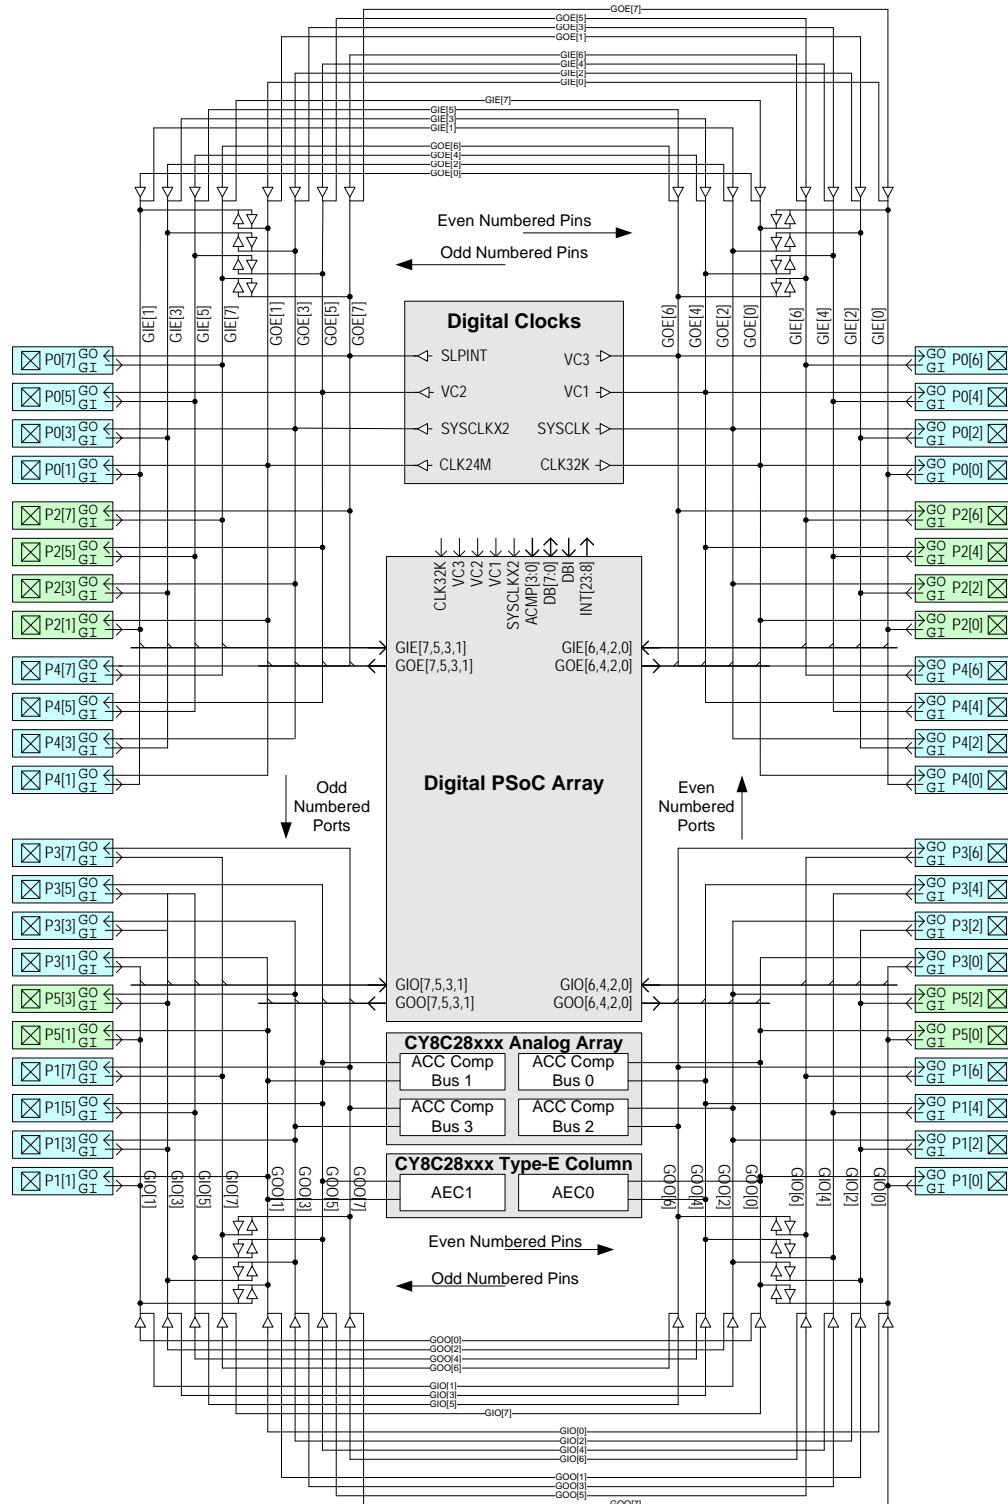 GOE[7]
GOE[5]
GOE[3]
GOE[1]
GIE[6]
GIE[4]
GIE[2]
GIE[0]
GIE[7]
GIE[5]
GIE[3]
GIE[1]
GOE[6]
GOE[4]
GOE[2]
GOE[0]
Even Numbered Pins
Odd Numbered Pins
GIE[1]
GIE[3]
GIE[5]
GIE[7]
GOE[1]
GOE[3]
GOE[5]
GOE[7]
GOE[6]
GOE[4]
GOE[2]
GOE[0]
GIE[6]
GIE[4]
GIE[2]
GIE[0]
Digital Clocks
SLPINT
VC3
VC2
VC1
SYSCLKX2
SYSCLK
CLK24M
CLK32K
P0[7] GO GI
P0[5] GO GI
P0[3] GO GI
P0[1] GO GI
P2[7] GO GI
P2[5] GO GI
P2[3] GO GI
P2[1] GO GI
P4[7] GO GI
P4[5] GO GI
P4[3] GO GI
P4[1] GO GI
GO GI P0[6]
GO GI P0[4]
GO GI P0[2]
GO GI P0[0]
GO GI P2[6]
GO GI P2[4]
GO GI P2[2]
GO GI P2[0]
GO GI P4[6]
GO GI P4[4]
GO GI P4[2]
GO GI P4[0]
CLK32K
VC3
VC2
VC1
SYSCLKX2
ACMP[3:0]
DB[7:0]
DBI
INT[23:8]
GIE[7,5,3,1]
GOE[7,5,3,1]
GIE[6,4,2,0]
GOE[6,4,2,0]
Digital PSoC Array
Odd
Numbered
Ports
Even
Numbered
Ports
P3[7] GO GI
P3[5] GO GI
P3[3] GO GI
P3[1] GO GI
P5[3] GO GI
P5[1] GO GI
P1[7] GO GI
P1[5] GO GI
P1[3] GO GI
P1[1] GO GI
GO GI P3[6]
GO GI P3[4]
GO GI P3[2]
GO GI P3[0]
GO GI P5[2]
GO GI P5[0]
GO GI P1[6]
GO GI P1[4]
GO GI P1[2]
GO GI P1[0]
GIO[7,5,3,1]
GOO[7,5,3,1]
GIO[6,4,2,0]
GOO[6,4,2,0]
CY8C28xxx Analog Array
ACC Comp
Bus 1
ACC Comp
Bus 0
ACC Comp
Bus 3
ACC Comp
Bus 2
CY8C28xxx Type-E Column
AEC1
AEC0
GIO[1]
GIO[3]
GIO[5]
GIO[7]
GOO[1]
GOO[3]
GOO[5]
GOO[7]
GOO[6]
GOO[4]
GOO[2]
GOO[0]
GIO[6]
GIO[4]
GIO[2]
GIO[0]
Even Numbered Pins
Odd Numbered Pins
GOO[0]
GOO[2]
GOO[4]
GOO[6]
GIO[1]
GIO[3]
GIO[5]
GIO[7]
GIO[0]
GIO[2]
GIO[4]
GIO[6]
GOO[1]
GOO[3]
GOO[5]
GOO[7]